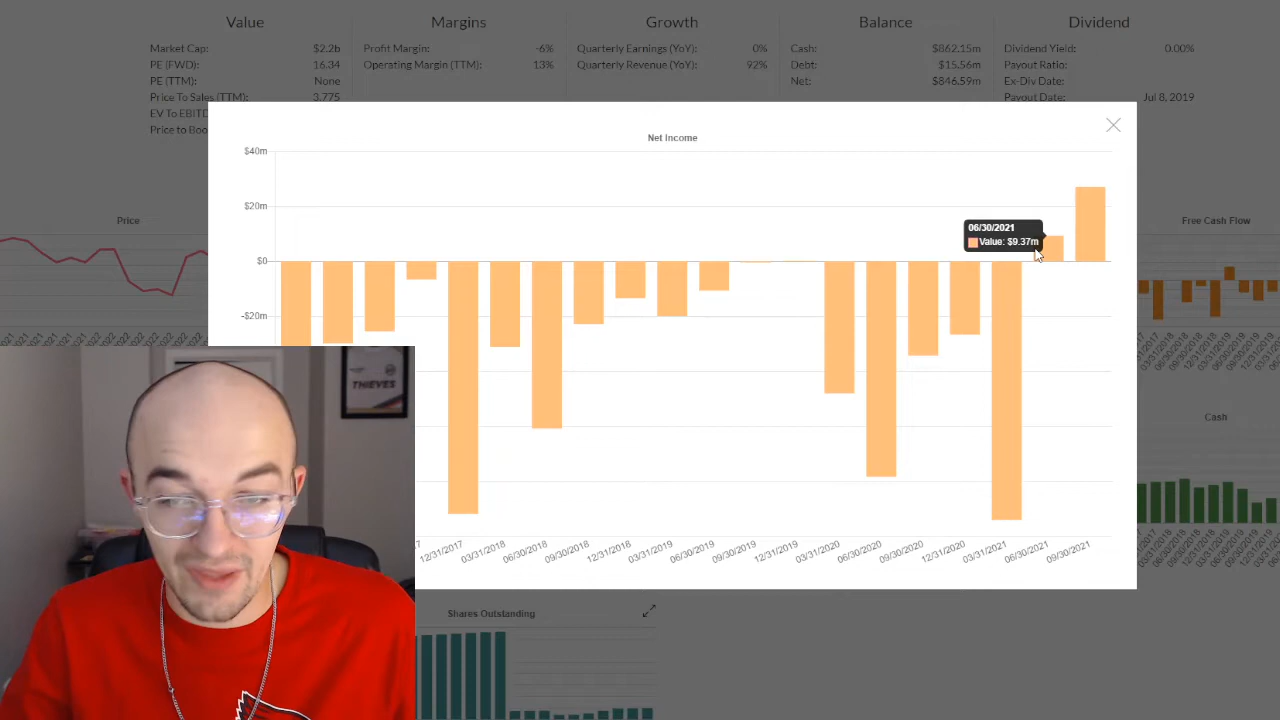 Value
Margins
Growth
Balance
Dividend
Market Cap: $2.2b
PE (FWD): 16.34
PE (TTM): None
Price To Sales (TTM): 3.775
EV To EBITD
Price to Boo
Profit Margin: -6%
Operating Margin (TTM): 13%
Quarterly Earnings (YoY): 0%
Quarterly Revenue (YoY): 92%
Cash: $862.15m
Debt: $15.56m
Net: $846.59m
Dividend Yield: 0.00%
Payout Ratio:
Ex-Div Date:
Payout Date: Jul 8, 2019
Net Income
$40m
$20m
$0
-$20m
06/30/2021
Value: $9.37m
12/31/2017
03/31/2018
06/30/2018
09/30/2018
12/31/2018
03/31/2019
06/30/2019
09/30/2019
12/31/2019
03/31/2020
06/30/2020
09/30/2020
12/31/2020
03/31/2021
06/30/2021
09/30/2021
Price
Free Cash Flow
Cash
THIEVES
Shares Outstanding